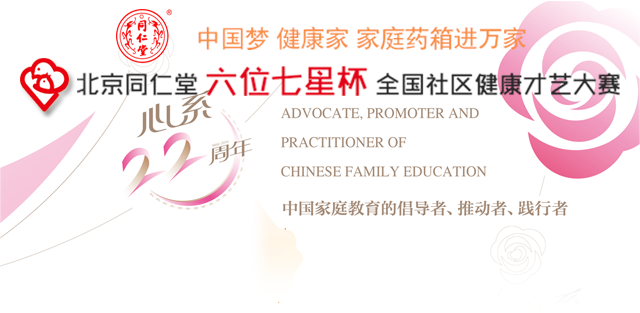 同仁堂
®
中国梦 健康家 家庭药箱进万家
北京同仁堂 六位七星杯 全国社区健康才艺大赛
心系
22周年
ADVOCATE, PROMOTER AND
PRACTITIONER OF
CHINESE FAMILY EDUCATION
中国家庭教育的倡导者、推动者、践行者